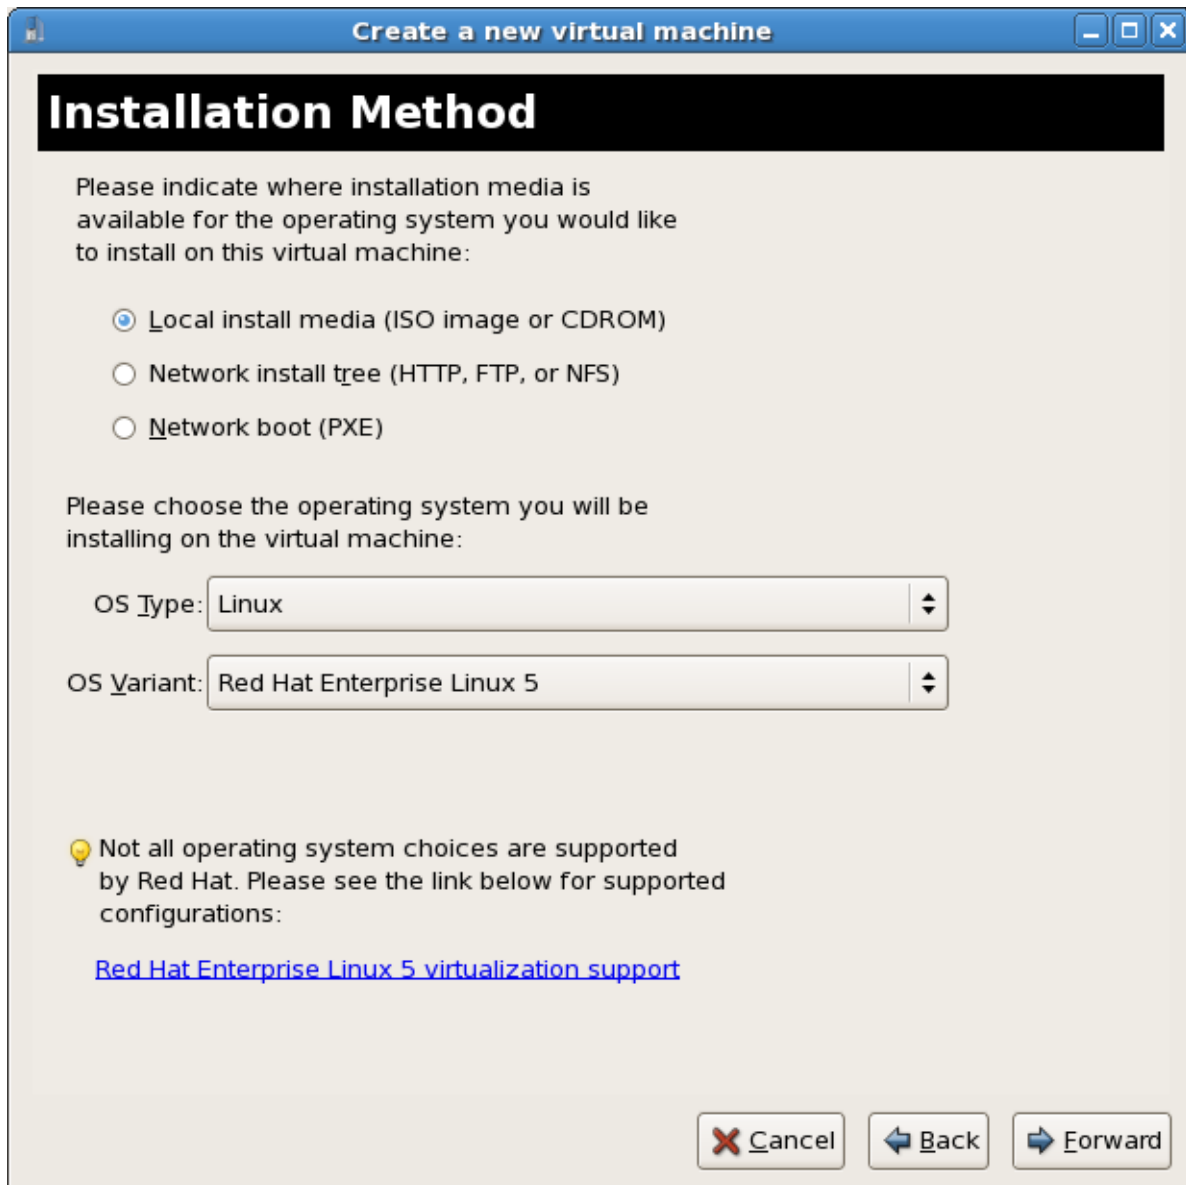 Create a new virtual machine
Installation Method
Please indicate where installation media is
available for the operating system you would like
to install on this virtual machine:
Local install media (ISO image or CDROM)
Network install tree (HTTP, FTP, or NFS)
Network boot (PXE)
Please choose the operating system you will be
installing on the virtual machine:
OS Type: Linux
OS Variant: Red Hat Enterprise Linux 5
Not all operating system choices are supported
by Red Hat. Please see the link below for supported
configurations:
Red Hat Enterprise Linux 5 virtualization support
Cancel Back Forward